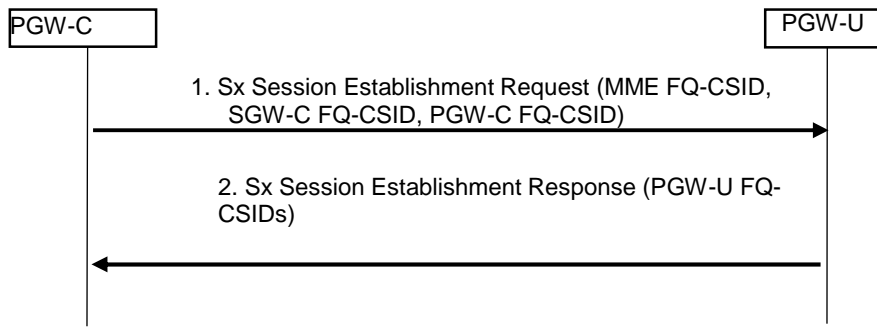 PGW-C
PGW-U
1. Sx Session Establishment Request (MME FQ-CSID,
SGW-C FQ-CSID, PGW-C FQ-CSID)
2. Sx Session Establishment Response (PGW-U FQ-
CSIDs)